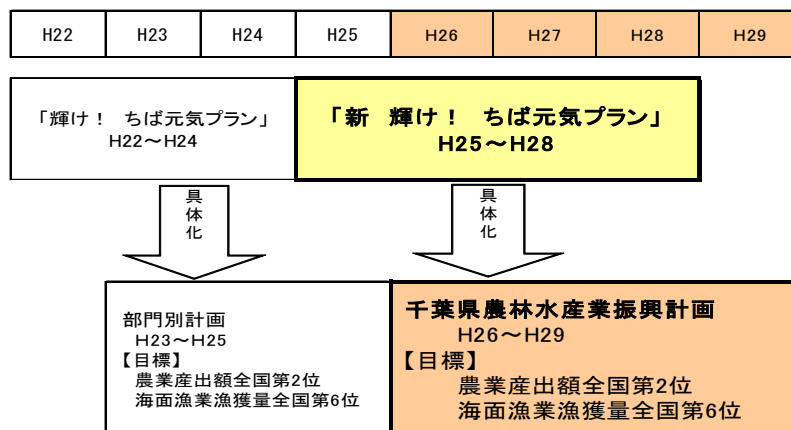 H22 H23 H24 H25 H26 H27 H28 H29
「輝け！ ちば元気プラン」
H22～H24
「新 輝け！ ちば元気プラン」
H25～H28
具体化
具体化
部門別計画
H23～H25
【目標】
農業産出額全国第2位
海面漁業漁獲量全国第6位
千葉県農林水産業振興計画
H26～H29
【目標】
農業産出額全国第2位
海面漁業漁獲量全国第6位